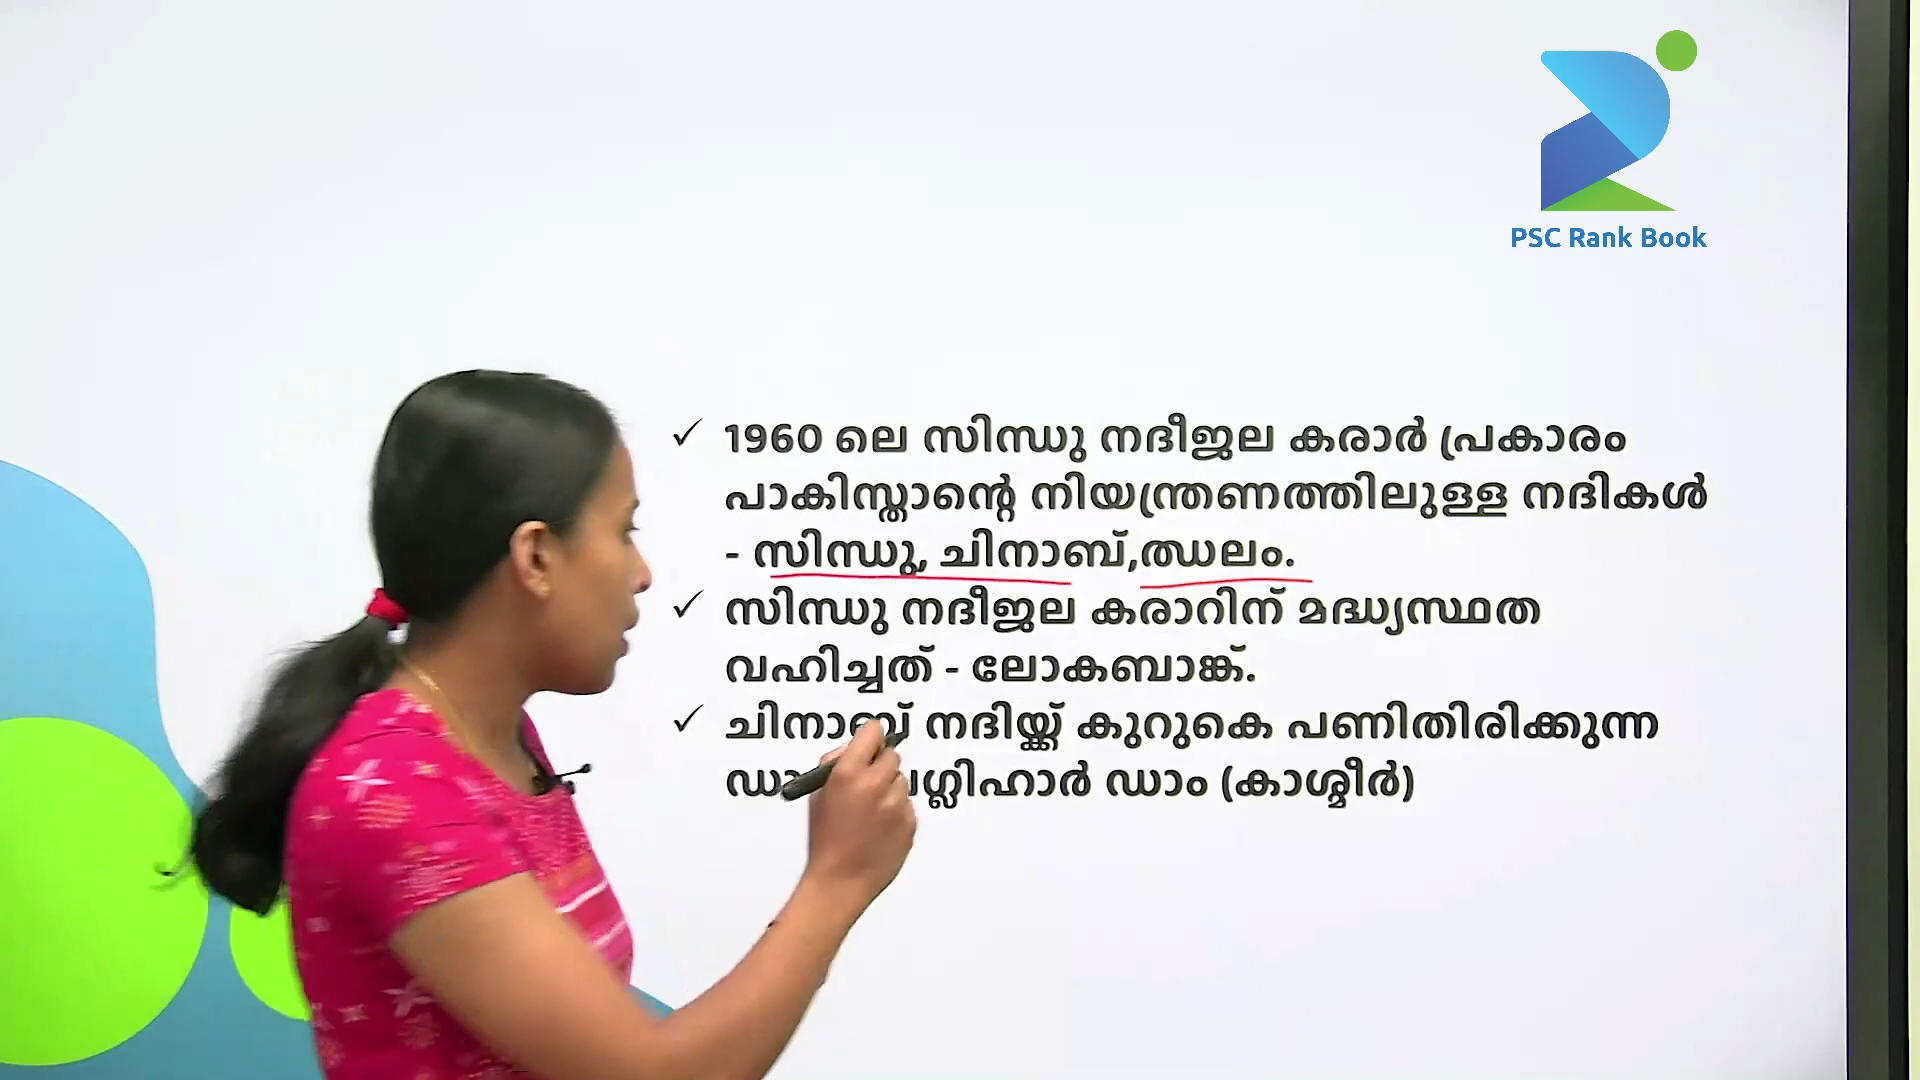 PSC Rank Book
✓ 1960 ലെ സിന്ധു നദീജല കരാർ പ്രകാരം
പാകിസ്താന്റെ നിയന്ത്രണത്തിലുള്ള നദികൾ
- സിന്ധു, ചിനാബ്,ഝലം.
✓ സിന്ധു നദീജല കരാറിന് മദ്ധ്യസ്ഥത
വഹിച്ചത് - ലോകബാങ്ക്.
✓ ചിനാബ് നദിയ്ക്ക് കുറുകെ പണിതിരിക്കുന്ന
ഡാം (കാശ്മീർ)